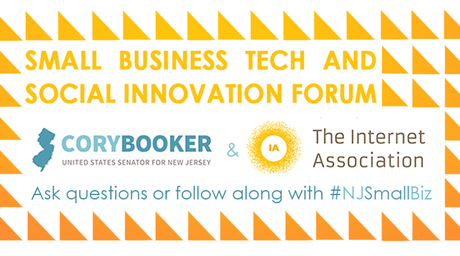 SMALL BUSINESS TECH AND
SOCIAL INNOVATION FORUM
CORYBOOKER
UNITED STATES SENATOR FOR NEW JERSEY
&
IA
The Internet
Association
Ask questions or follow along with #NJSmallBiz